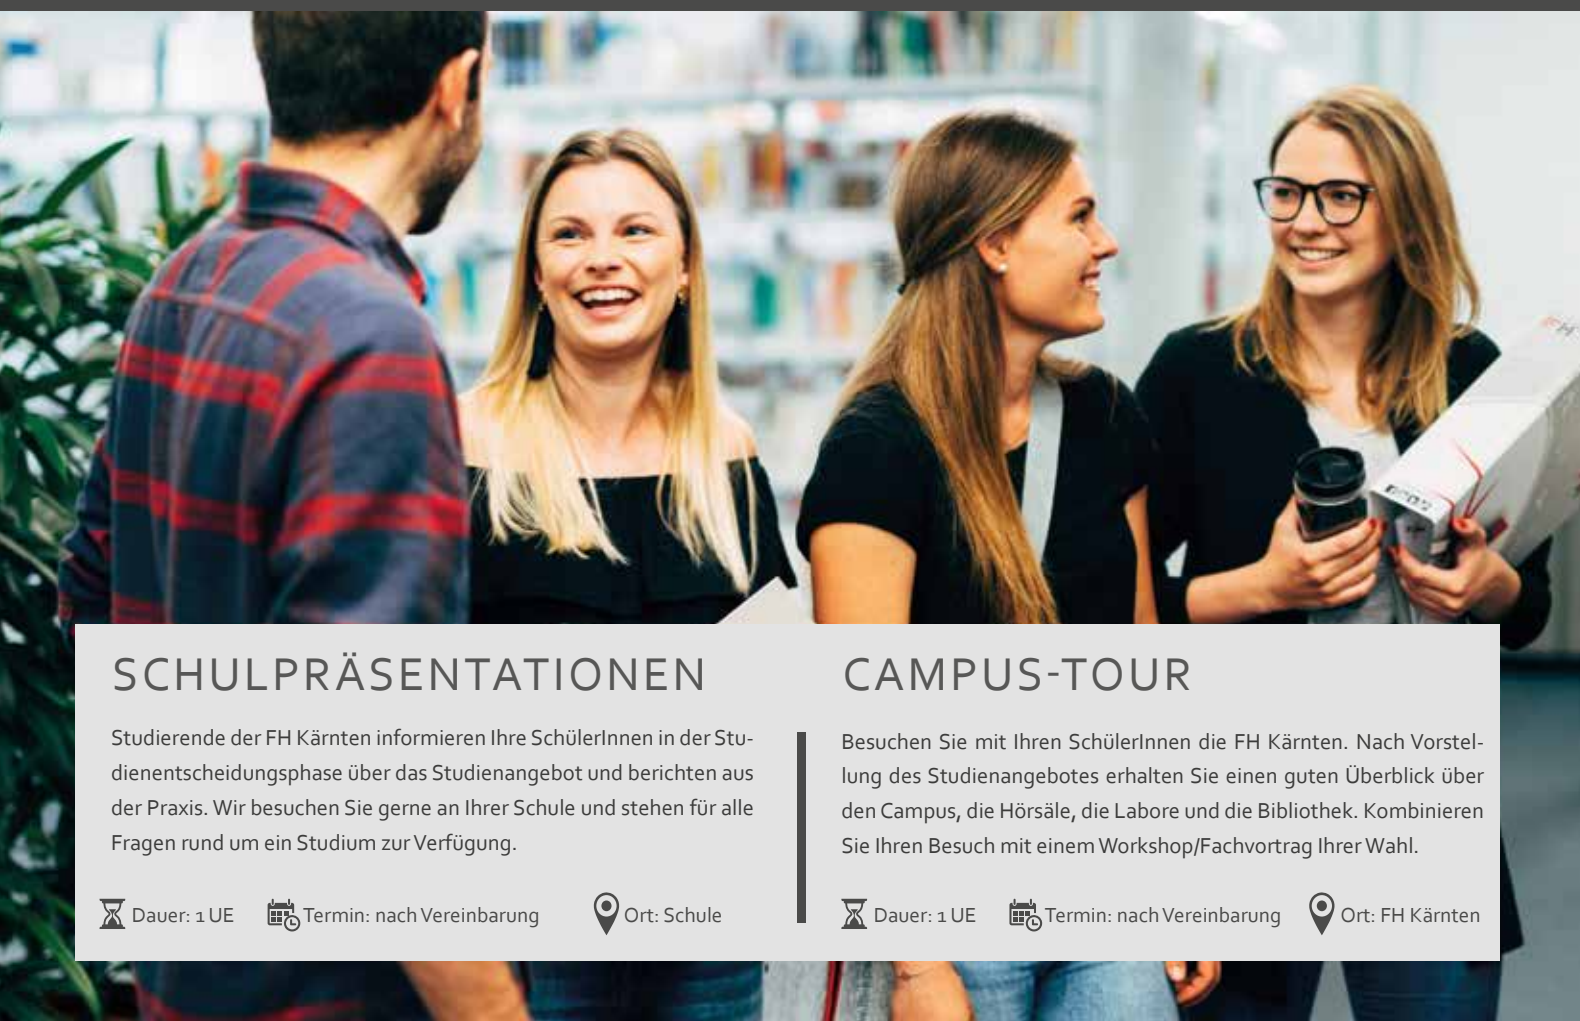 SCHULPRÄSENTATIONEN
Studierende der FH Kärnten informieren Ihre SchülerInnen in der Stu-
dienentscheidungsphase über das Studienangebot und berichten aus
der Praxis. Wir besuchen Sie gerne an Ihrer Schule und stehen für alle
Fragen rund um ein Studium zur Verfügung.
Dauer: 1 UE Termin: nach Vereinbarung Ort: Schule
CAMPUS-TOUR
Besuchen Sie mit Ihren SchülerInnen die FH Kärnten. Nach Vorstel-
lung des Studienangebotes erhalten Sie einen guten Überblick über
den Campus, die Hörsäle, die Labore und die Bibliothek. Kombinieren
Sie Ihren Besuch mit einem Workshop/Fachvortrag Ihrer Wahl.
Dauer: 1 UE Termin: nach Vereinbarung Ort: FH Kärnten